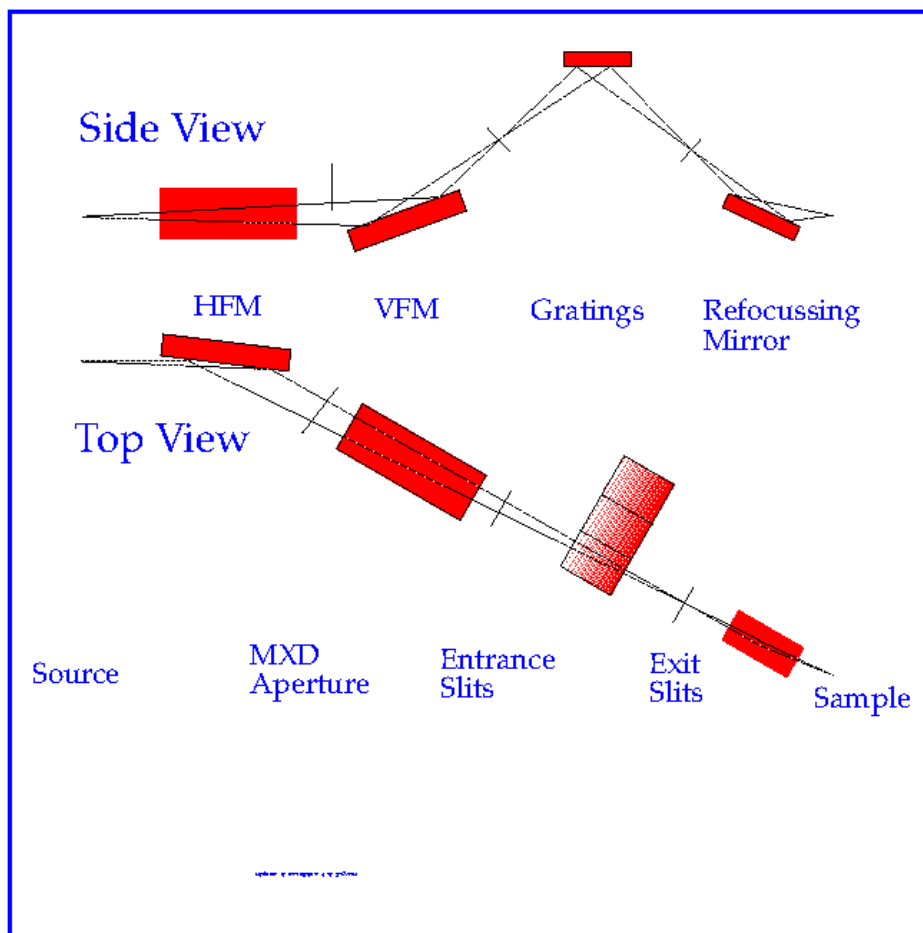 Side View
HFM
VFM
Gratings
Refocussing
Mirror
Top View
Source
MXD
Aperture
Entrance
Slits
Exit
Slits
Sample